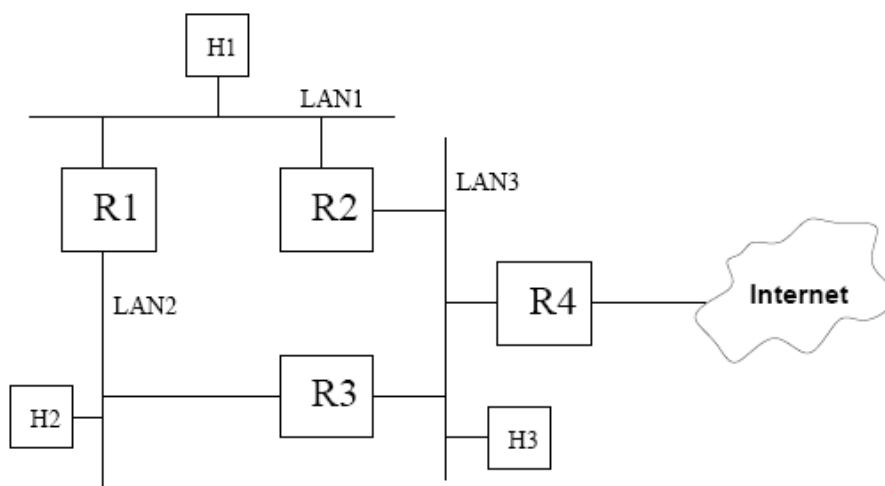 H1
LAN1
R1
R2
LAN3
LAN2
R4
Internet
R3
H2
H3